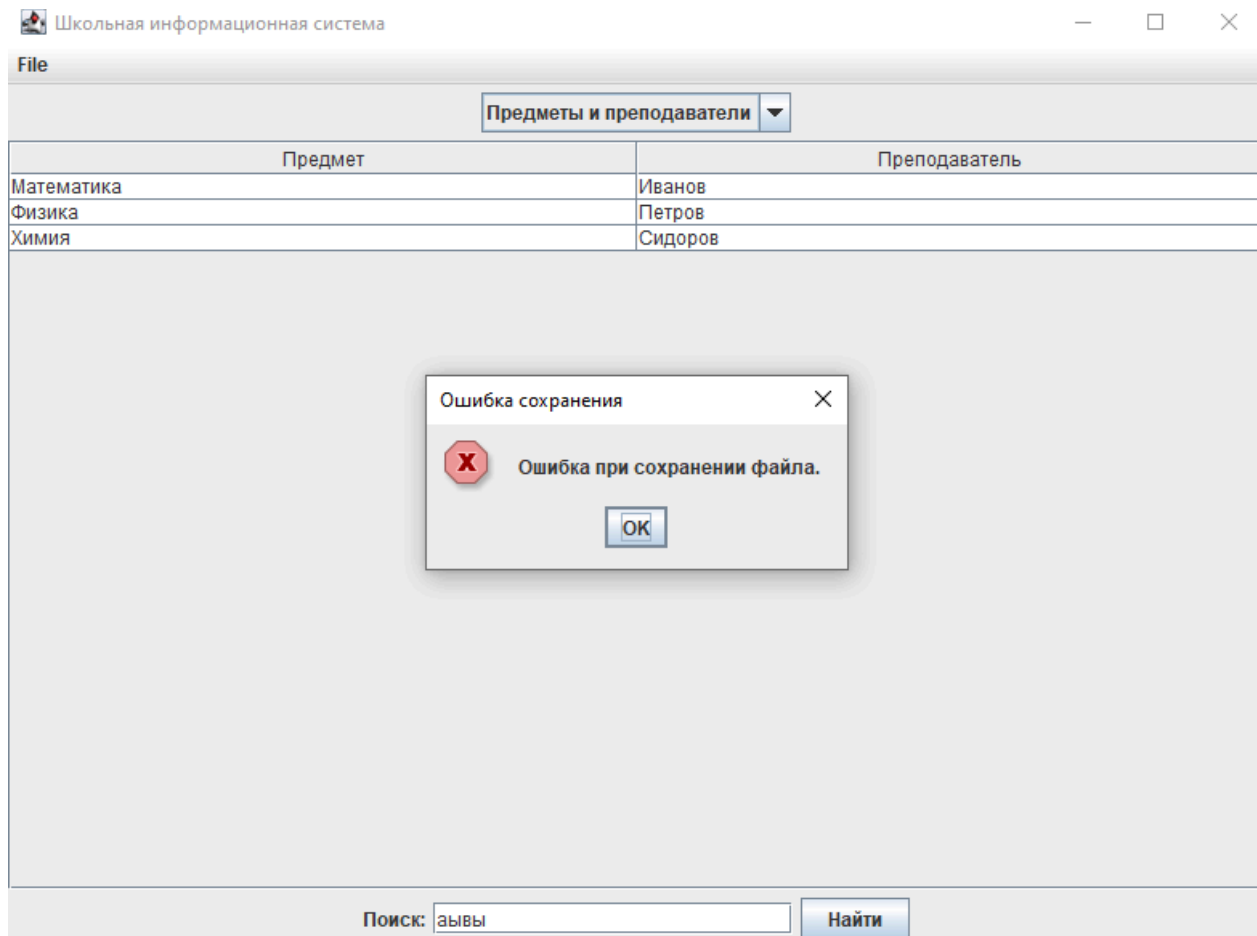 Школьная информационная система
File
Предметы и преподаватели
Предмет Преподаватель
Математика Иванов
Физика Петров
Химия Сидоров
Ошибка сохранения
X Ошибка при сохранении файла.
OK
Поиск: аывы Найти